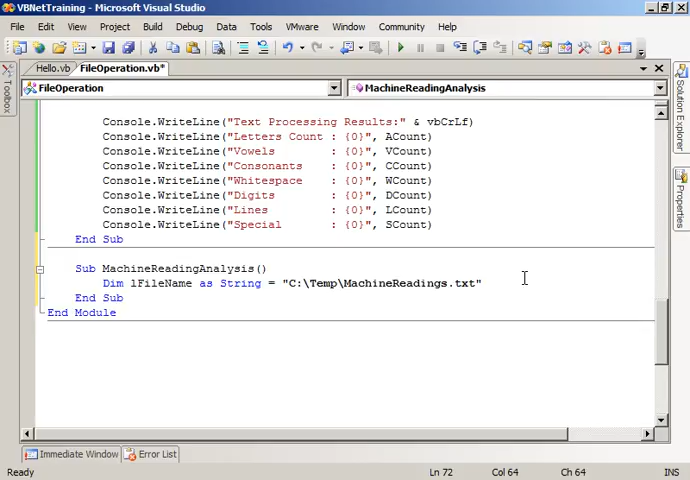 VBNetTraining - Microsoft Visual Studio
File Edit View Project Build Debug Data Tools VMware Window Community Help
Hello.vb FileOperation.vb*
FileOperation MachineReadingAnalysis
Console.WriteLine("Text Processing Results:" & vbCrLf)
Console.WriteLine("Letters Count : {0}", ACount)
Console.WriteLine("Vowels : {0}", VCount)
Console.WriteLine("Consonants : {0}", CCount)
Console.WriteLine("Whitespace : {0}", WCount)
Console.WriteLine("Digits : {0}", DCount)
Console.WriteLine("Lines : {0}", LCount)
Console.WriteLine("Special : {0}", SCount)
End Sub
Sub MachineReadingAnalysis()
Dim lFileName as String = "C:\Temp\MachineReadings.txt"
End Sub
End Module
Toolbox
Solution Explorer
Properties
Immediate Window Error List
Ready Ln 72 Col 64 Ch 64 INS